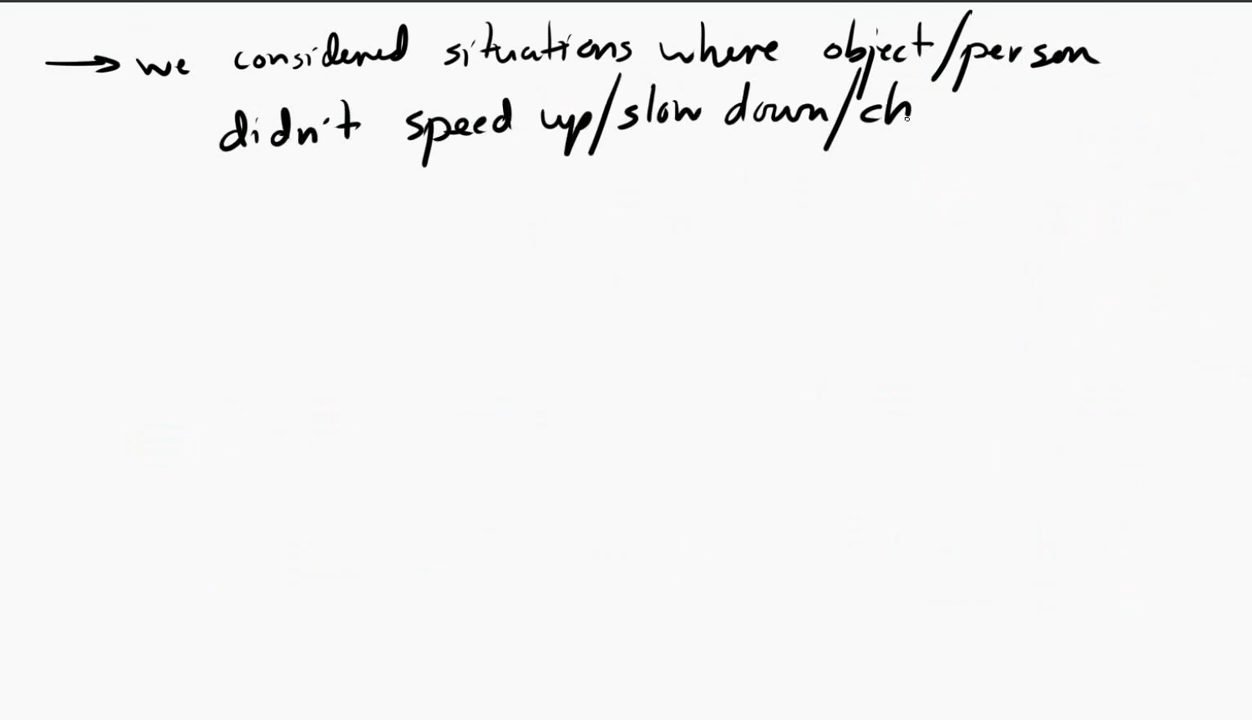 → we considered situations where object/person
didn't speed up/slow down/ch